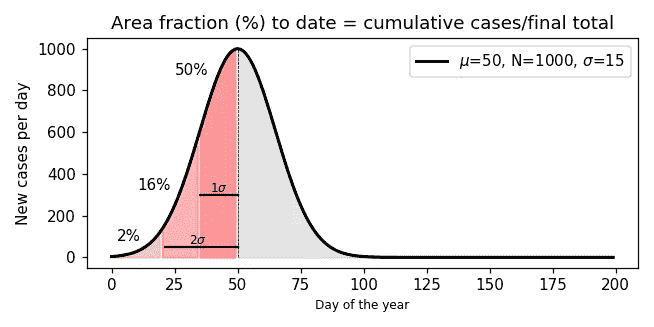 Area fraction (%) to date = cumulative cases/final total
μ=50, N=1000, σ=15
New cases per day
1000
800
600
400
200
0
50%
16%
2%
1σ
2σ
0 25 50 75 100 125 150 175 200
Day of the year